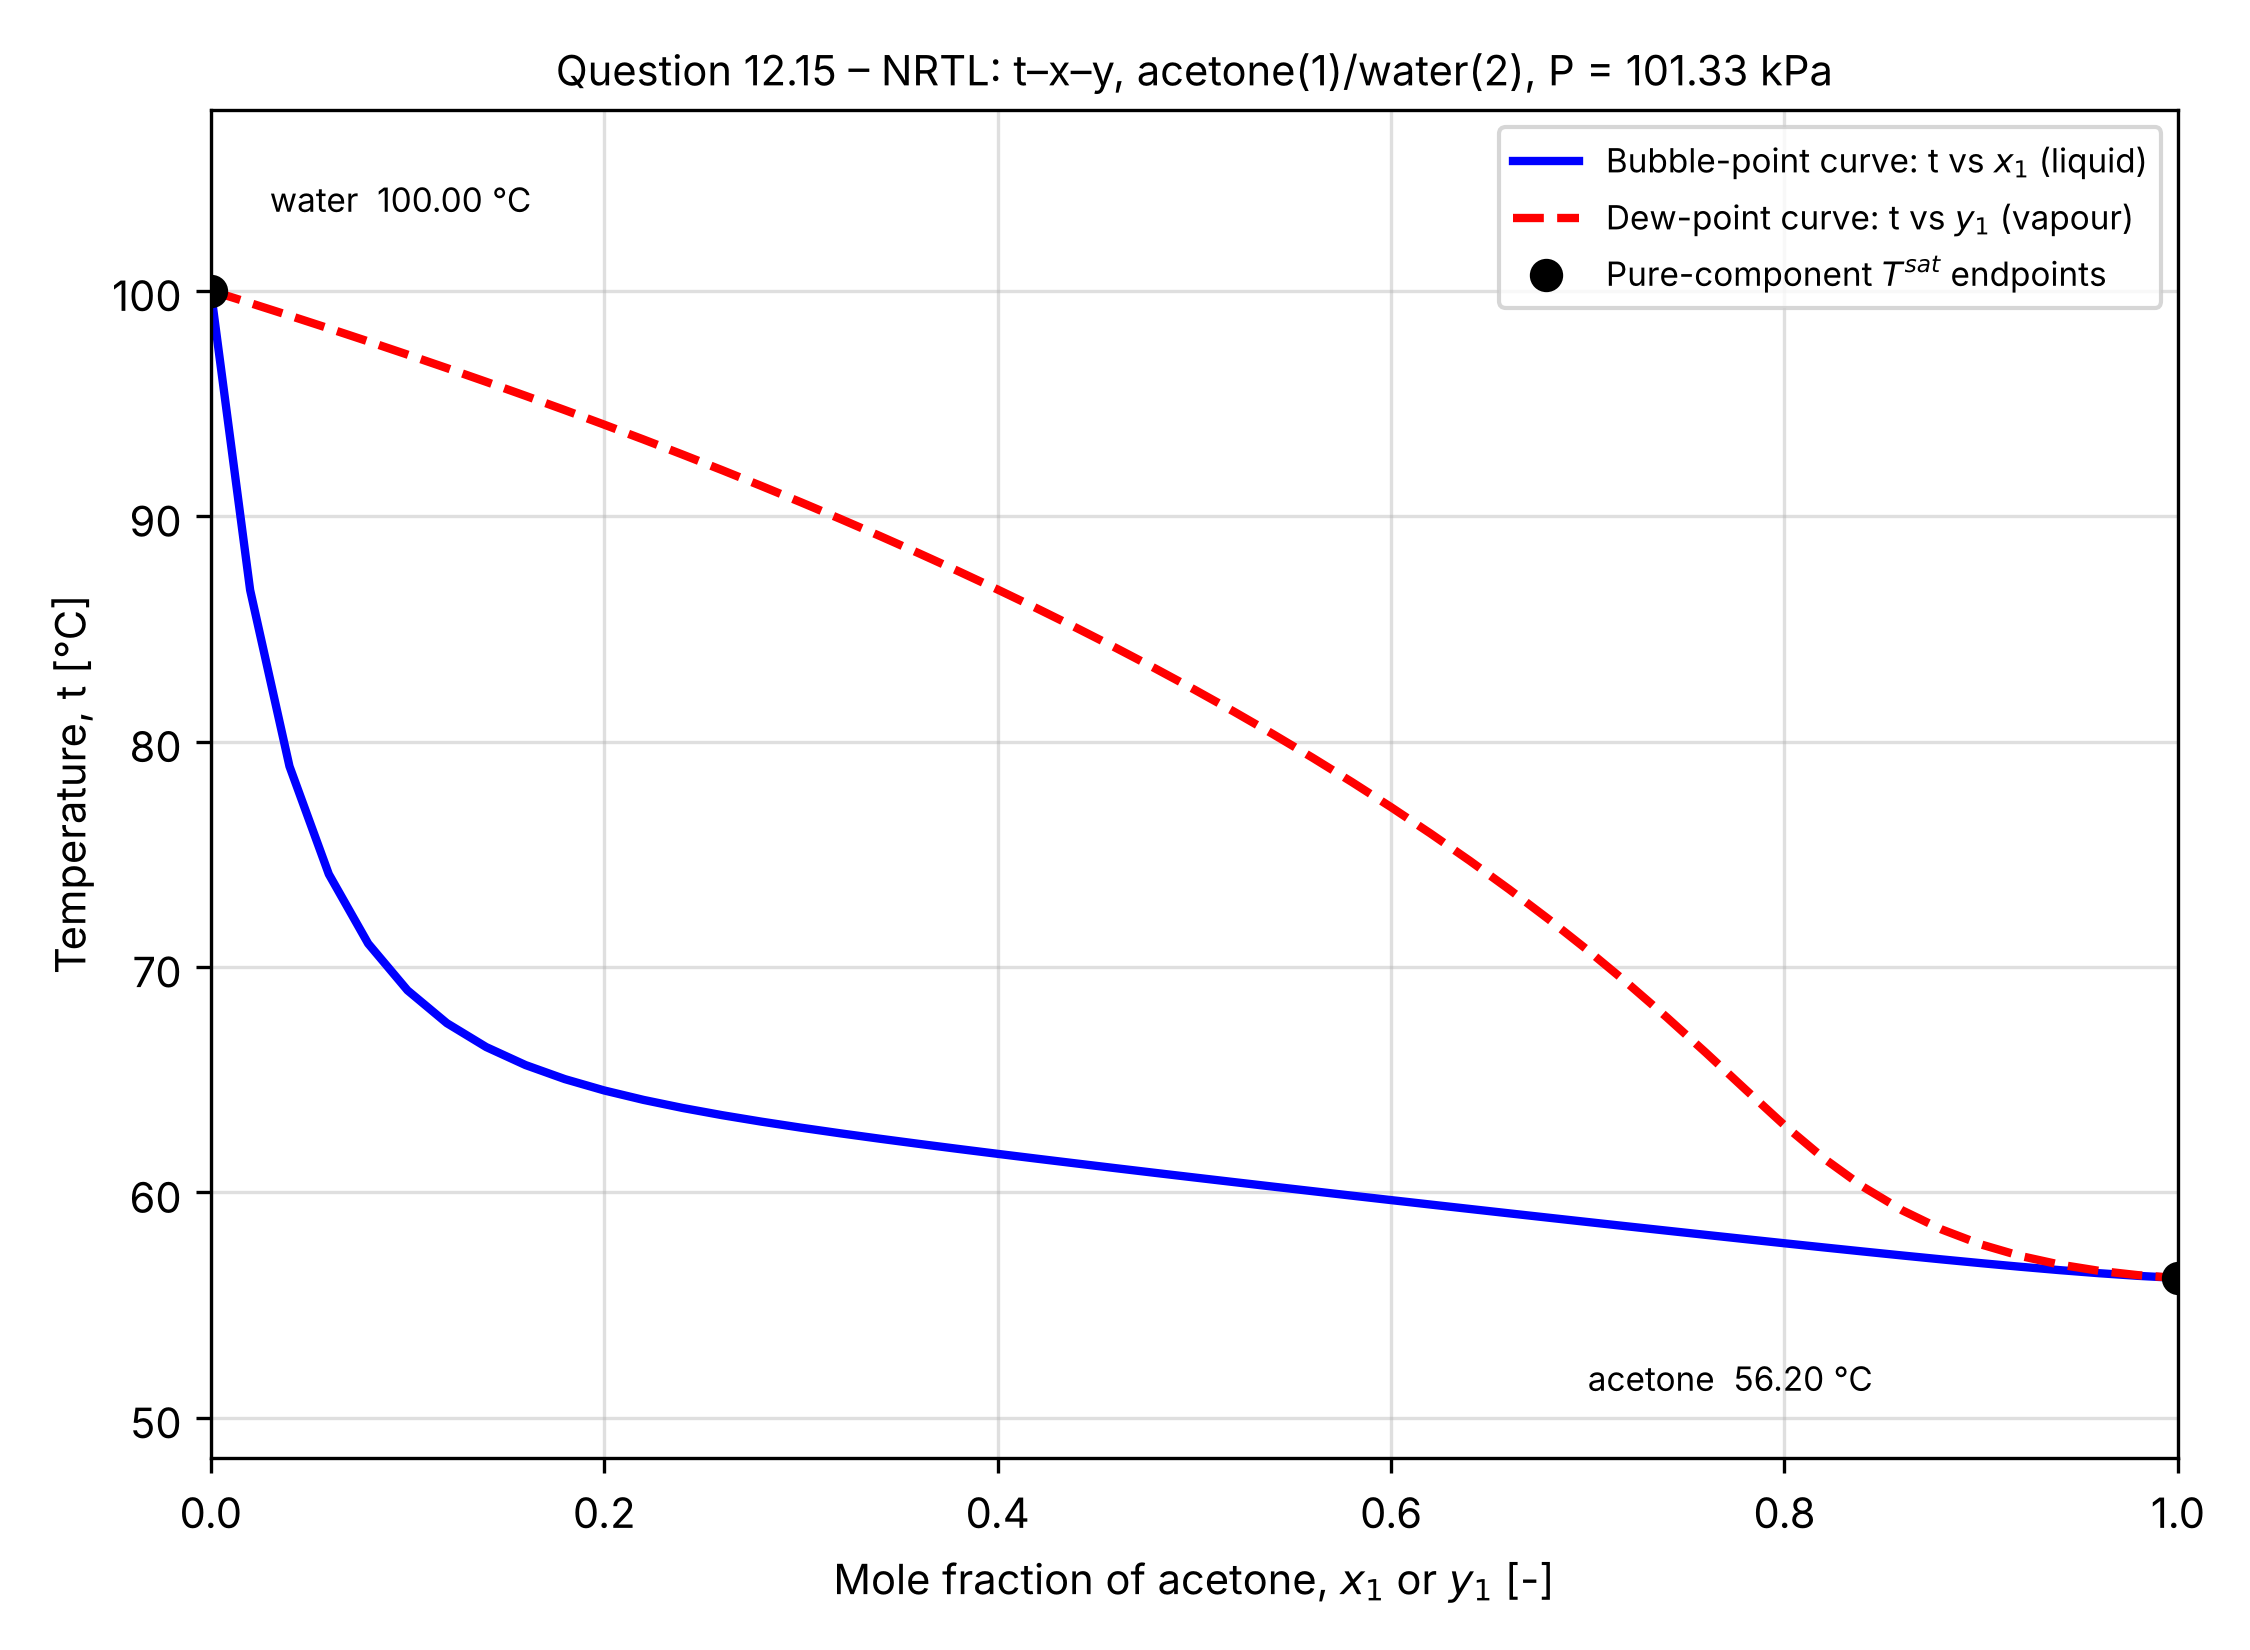 Question 12.15 – NRTL: t–x–y, acetone(1)/water(2), P = 101.33 kPa
Bubble-point curve: t vs x₁ (liquid)
Dew-point curve: t vs y₁ (vapour)
Pure-component Tˢᵃᵗ endpoints
water 100.00 °C
acetone 56.20 °C
Temperature, t [°C]
100
90
80
70
60
50
0.0 0.2 0.4 0.6 0.8 1.0
Mole fraction of acetone, x₁ or y₁ [-]